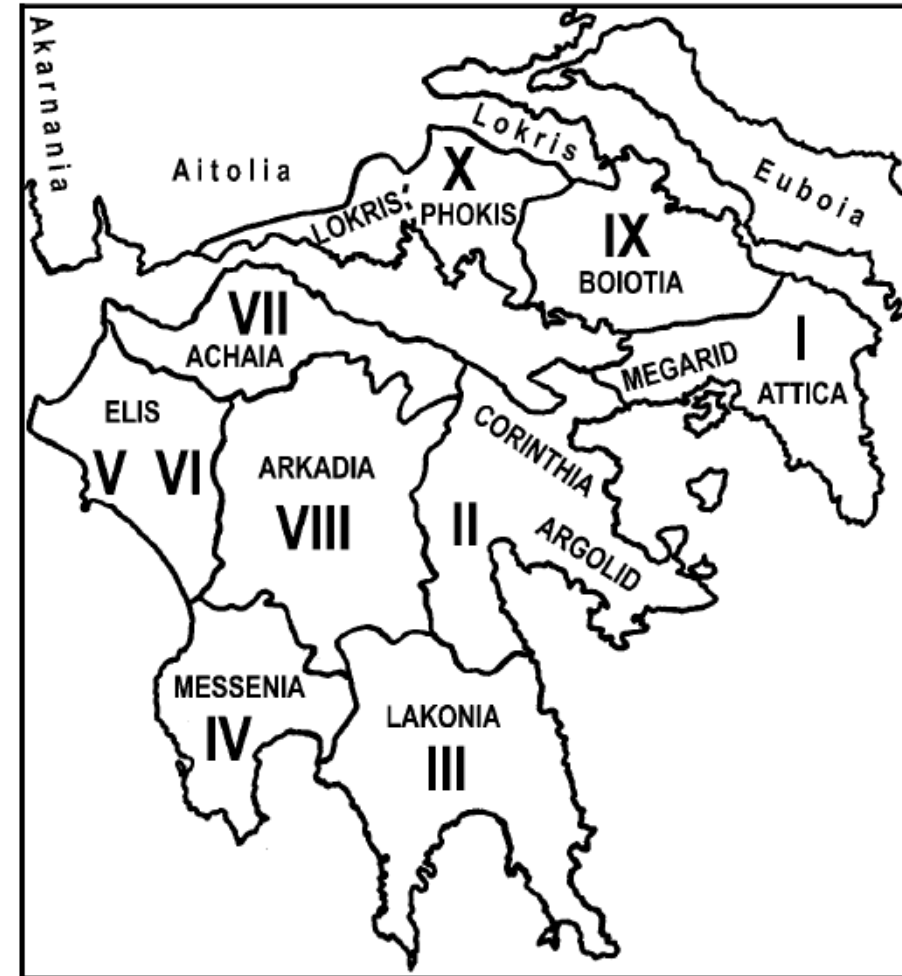 Akarnania
Aitolia
Lokris
Euboia
X
PHOKIS
LOKRIS
IX
BOIOTIA
VII
ACHAIA
MEGARID
I
ATTICA
ELIS
V VI
ARKADIA
VIII
CORINTHIA
II
ARGOLID
MESSENIA
IV
LAKONIA
III